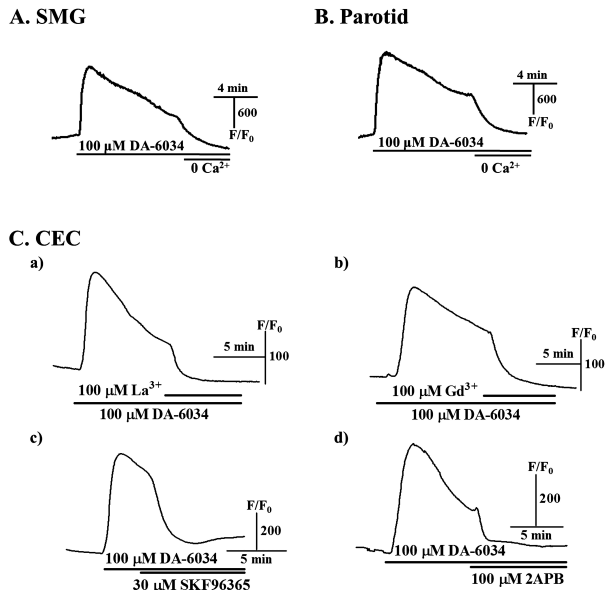 A. SMG
B. Parotid
4 min
600
F/F₀
100 µM DA-6034
0 Ca²⁺
4 min
600
F/F₀
100 µM DA-6034
0 Ca²⁺
C. CEC
a)
F/F₀
5 min
100
100 µM La³⁺
100 µM DA-6034
b)
F/F₀
5 min
100
100 µM Gd³⁺
100 µM DA-6034
c)
F/F₀
200
5 min
100 µM DA-6034
30 µM SKF96365
d)
F/F₀
200
5 min
100 µM DA-6034
100 µM 2APB